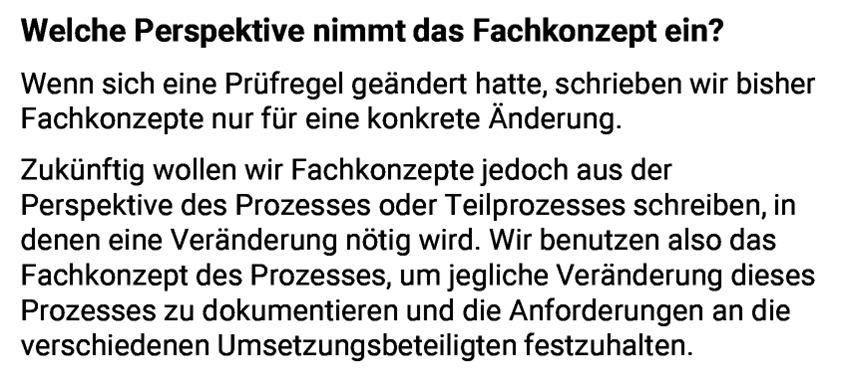 Welche Perspektive nimmt das Fachkonzept ein?
Wenn sich eine Prüfregel geändert hatte, schrieben wir bisher
Fachkonzepte nur für eine konkrete Änderung.
Zukünftig wollen wir Fachkonzepte jedoch aus der
Perspektive des Prozesses oder Teilprozesses schreiben, in
denen eine Veränderung nötig wird. Wir benutzen also das
Fachkonzept des Prozesses, um jegliche Veränderung dieses
Prozesses zu dokumentieren und die Anforderungen an die
verschiedenen Umsetzungsbeteiligten festzuhalten.